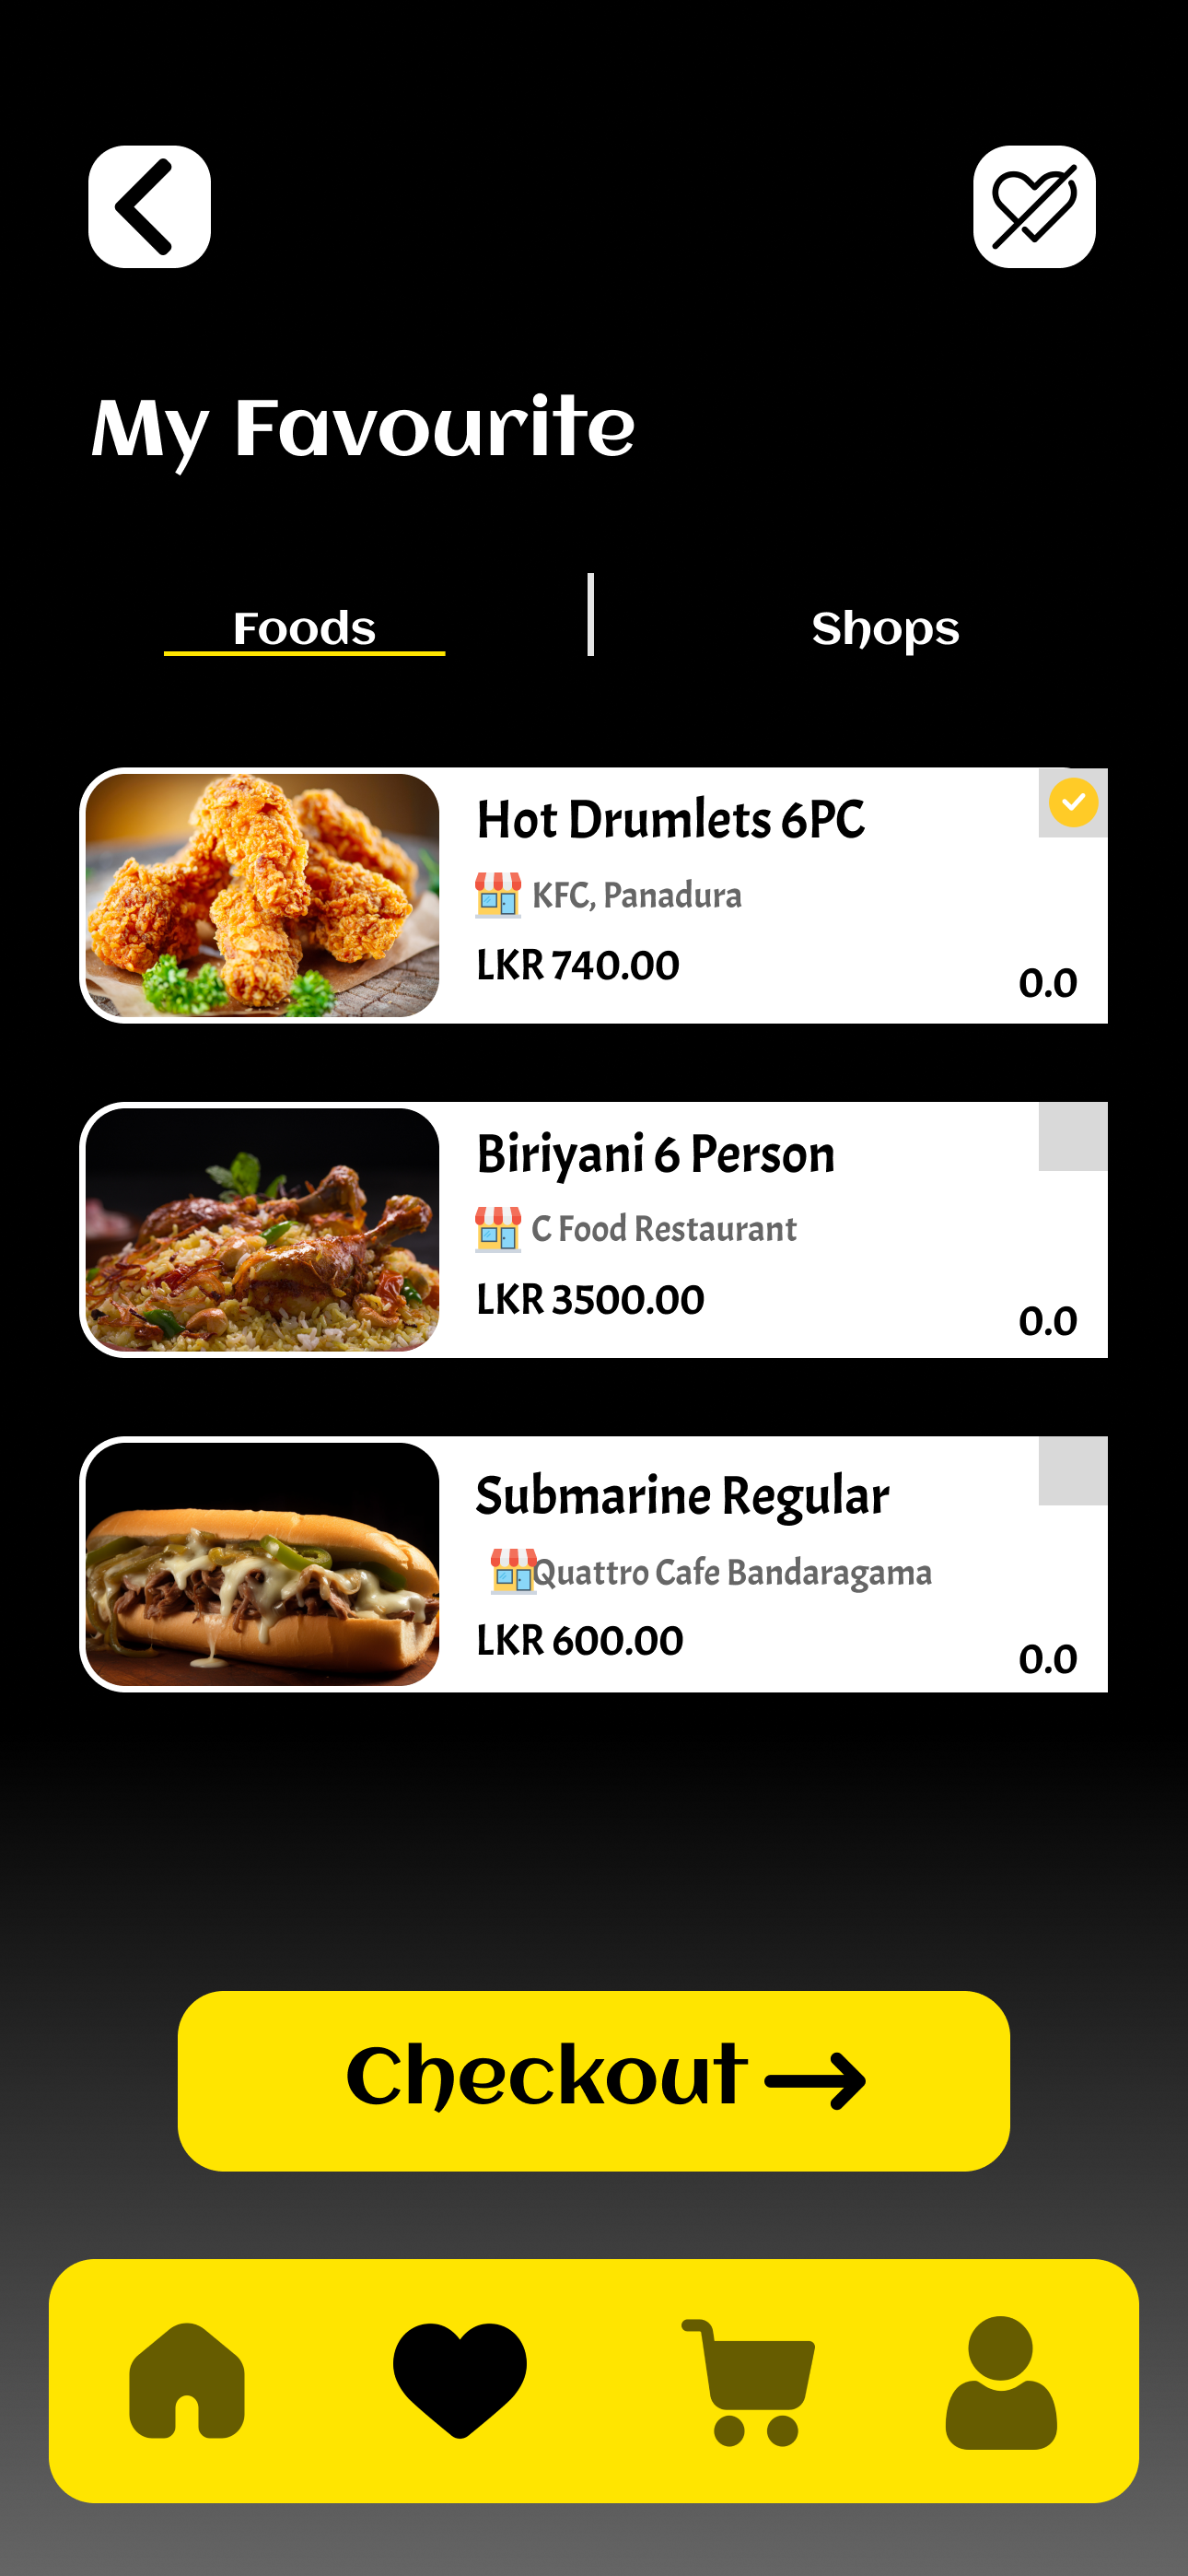 My Favourite
Foods
Shops
Hot Drumlets 6PC
KFC, Panadura
LKR 740.00
0.0
Biriyani 6 Person
C Food Restaurant
LKR 3500.00
0.0
Submarine Regular
Quattro Cafe Bandaragama
LKR 600.00
0.0
Checkout